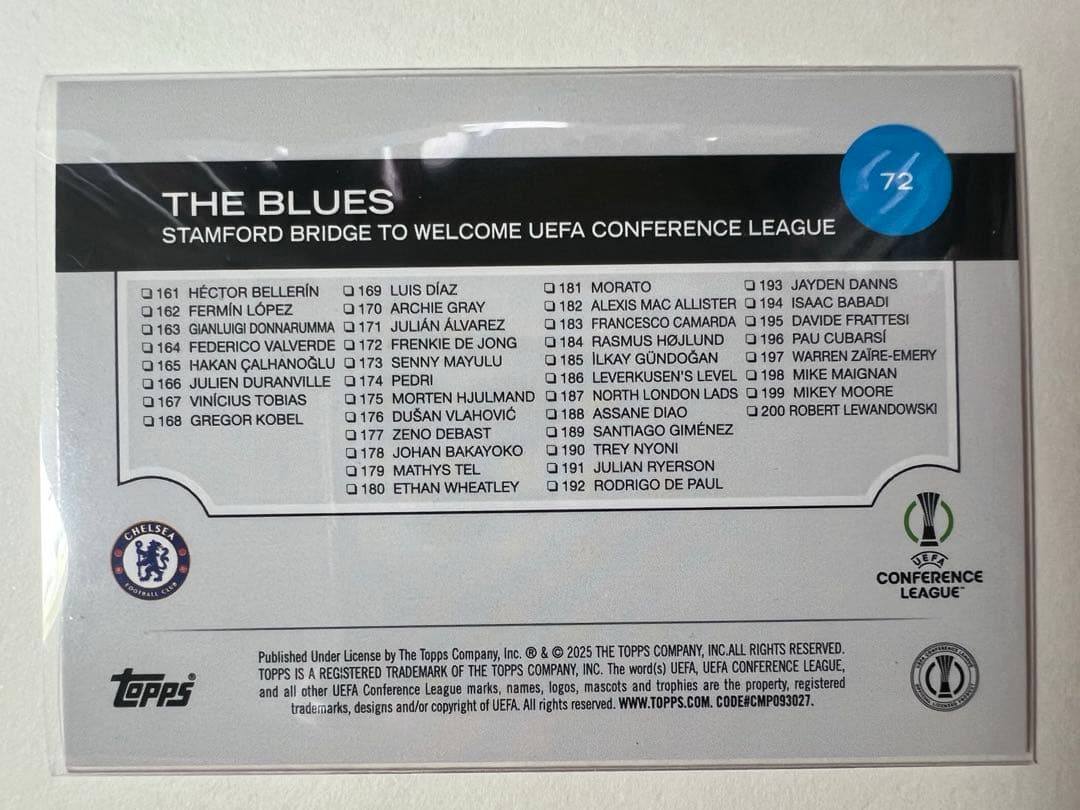 72
THE BLUES
STAMFORD BRIDGE TO WELCOME UEFA CONFERENCE LEAGUE
161 HÉCTOR BELLERÍN
162 FERMÍN LÓPEZ
163 GIANLUIGI DONNARUMMA
164 FEDERICO VALVERDE
165 HAKAN ÇALHANOĞLU
166 JULIEN DURANVILLE
167 VINÍCIUS TOBIAS
168 GREGOR KOBEL
169 LUIS DÍAZ
170 ARCHIE GRAY
171 JULIÁN ÁLVAREZ
172 FRENKIE DE JONG
173 SENNY MAYULU
174 PEDRI
175 MORTEN HJULMAND
176 DUŠAN VLAHOVIĆ
177 ZENO DEBAST
178 JOHAN BAKAYOKO
179 MATHYS TEL
180 ETHAN WHEATLEY
181 MORATO
182 ALEXIS MAC ALLISTER
183 FRANCESCO CAMARDA
184 RASMUS HØJLUND
185 İLKAY GÜNDOĞAN
186 LEVERKUSEN'S LEVEL
187 NORTH LONDON LADS
188 ASSANE DIAO
189 SANTIAGO GIMÉNEZ
190 TREY NYONI
191 JULIAN RYERSON
192 RODRIGO DE PAUL
193 JAYDEN DANNS
194 ISAAC BABADI
195 DAVIDE FRATTESI
196 PAU CUBARSÍ
197 WARREN ZAÏRE-EMERY
198 MIKE MAIGNAN
199 MIKEY MOORE
200 ROBERT LEWANDOWSKI
CHELSEA
FOOTBALL CLUB
UEFA
CONFERENCE
LEAGUE™
Topps®
Published Under License by The Topps Company, Inc. ® & © 2025 THE TOPPS COMPANY, INC.ALL RIGHTS RESERVED.
TOPPS IS A REGISTERED TRADEMARK OF THE TOPPS COMPANY, INC. The word(s) UEFA, UEFA CONFERENCE LEAGUE,
and all other UEFA Conference League marks, names, logos, mascots and trophies are the property, registered
trademarks, designs and/or copyright of UEFA. All rights reserved. WWW.TOPPS.COM. CODE#CMP093027.
UEFA CONFERENCE LEAGUE
OFFICIAL LICENSED PRODUCT